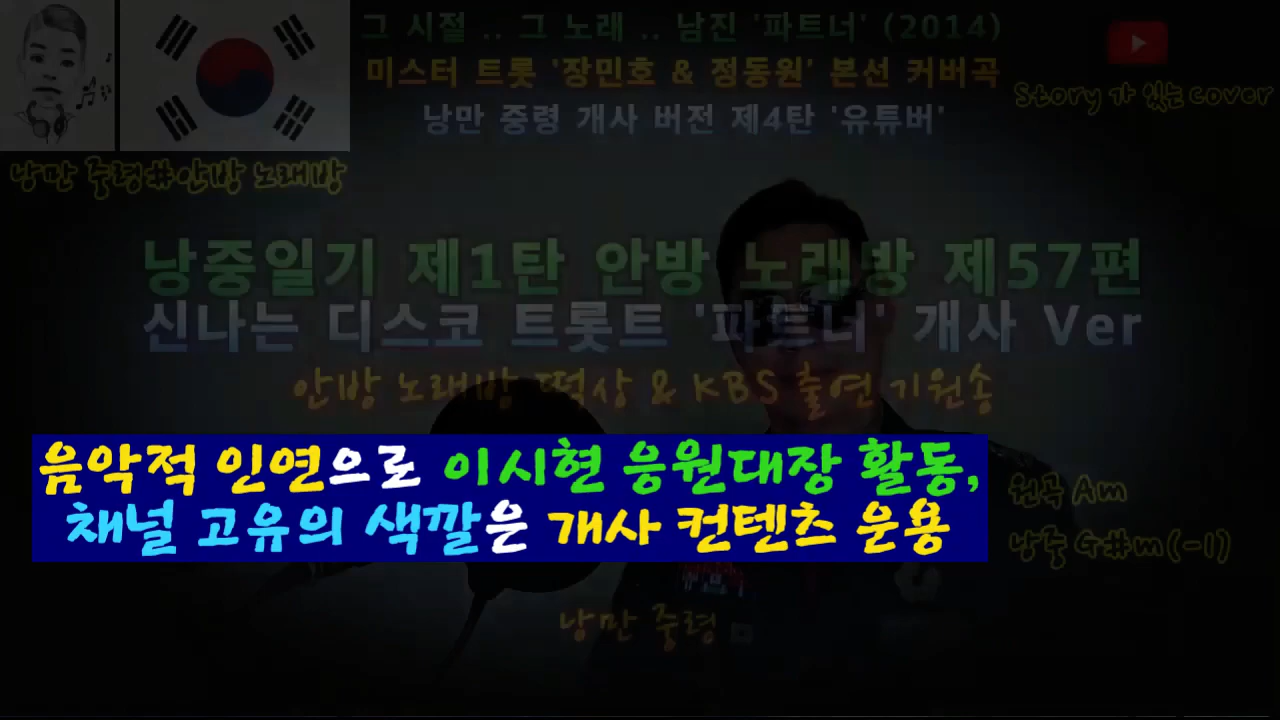 그 시절 .. 그 노래 .. 남진 '파트너' (2014)
미스터 트롯 '장민호 & 정동원' 본선 커버곡
낭만 중령 개사 버전 제4탄 '유튜버'
Story 가 있는 cover
낭만 중령#안방 노래방
낭중일기 제1탄 안방 노래방 제57편
신나는 디스코 트롯트 '파트너' 개사 Ver
안방 노래방 떡상 & KBS 출연 기원송
음악적 인연으로 이시현 응원대장 활동,
채널 고유의 색깔은 개사 컨텐츠 운용
원곡 Am
낭중 G#m(-1)
낭만 중령